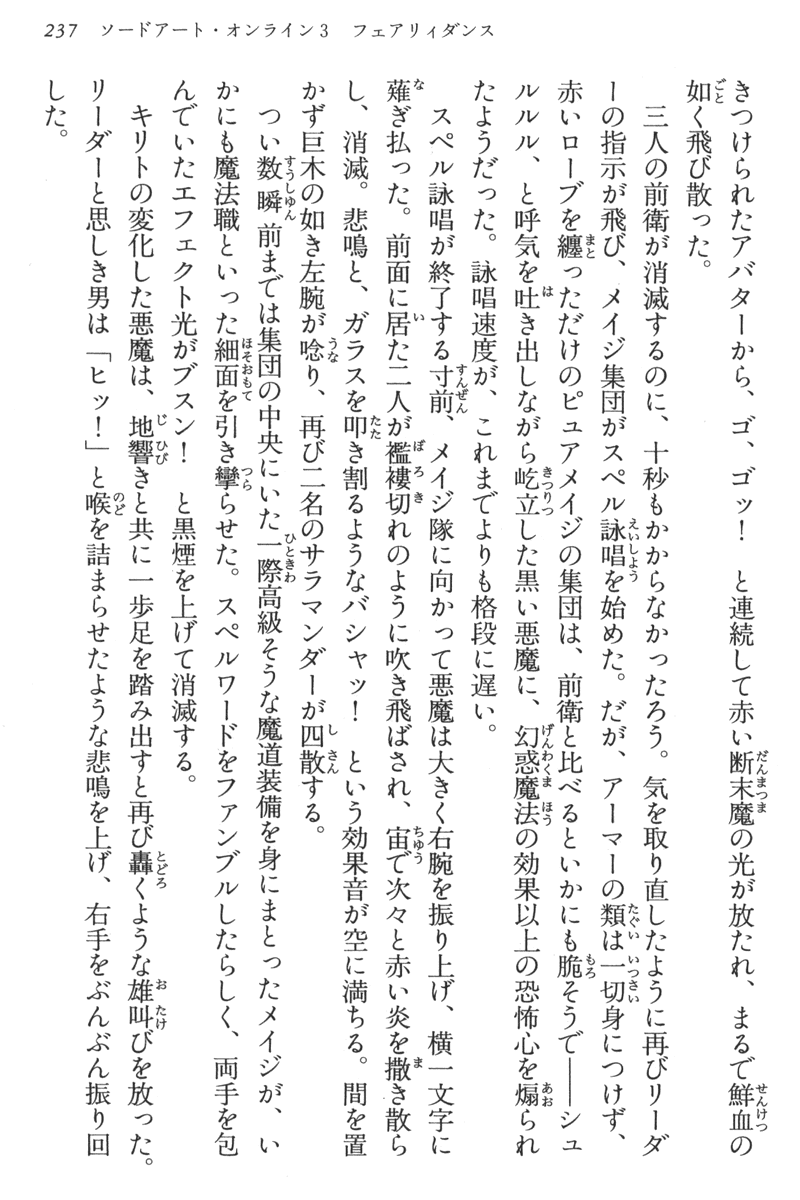 237　ソードアート・オンライン3　フェアリィダンス
きつけられたアバターから、ゴ、ゴッ！　と連続して赤い断末魔の光が放たれ、まるで鮮血の
如く飛び散った。
　三人の前衛が消滅するのに、十秒もかからなかったろう。気を取り直したように再びリーダ
ーの指示が飛び、メイジ集団がスペル詠唱を始めた。だが、アーマーの類は一切身につけず、
赤いローブを纏っただけのピュアメイジの集団は、前衛と比べるといかにも脆そうで――シュ
ルルル、と呼気を吐き出しながら屹立した黒い悪魔に、幻惑魔法の効果以上の恐怖心を煽られ
たようだった。詠唱速度が、これまでよりも格段に遅い。
　スペル詠唱が終了する寸前、メイジ隊に向かって悪魔は大きく右腕を振り上げ、横一文字に
薙ぎ払った。前面に居た二人が襤褸切れのように吹き飛ばされ、宙で次々と赤い炎を撒き散ら
し、消滅。悲鳴と、ガラスを叩き割るようなバシャッ！　という効果音が空に満ちる。間を置
かず巨木の如き左腕が唸り、再び二名のサラマンダーが四散する。
　つい数瞬前までは集団の中央にいた一際高級そうな魔道装備を身にまとったメイジが、い
かにも魔法職といった細面を引き攣らせた。スペルワードをファンブルしたらしく、両手を包
んでいたエフェクト光がブスン！　と黒煙を上げて消滅する。
　キリトの変化した悪魔は、地響きと共に一歩足を踏み出すと再び轟くような雄叫びを放った。
リーダーと思しき男は「ヒッ！」と喉を詰まらせたような悲鳴を上げ、右手をぶんぶん振り回
した。